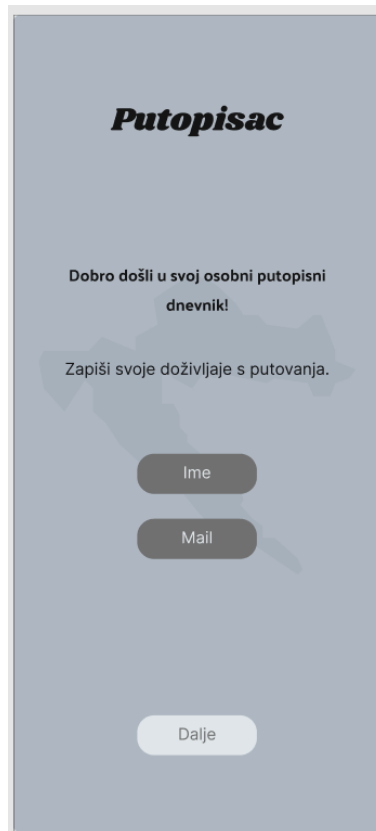 Putopisac
Dobro došli u svoj osobni putopisni
dnevnik!
Zapiši svoje doživljaje s putovanja.
Ime
Mail
Dalje